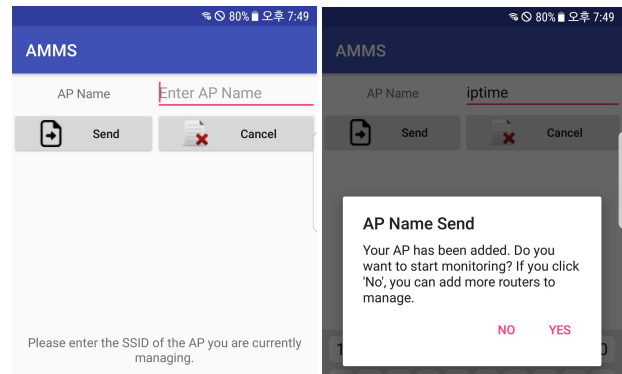 80% 오후 7:49
AMMS
AP Name
Enter AP Name
Send
Cancel
Please enter the SSID of the AP you are currently
managing.
80% 오후 7:49
AMMS
AP Name
iptime
Send
Cancel
AP Name Send
Your AP has been added. Do you
want to start monitoring? If you click
'No', you can add more routers to
manage.
NO
YES
1
0